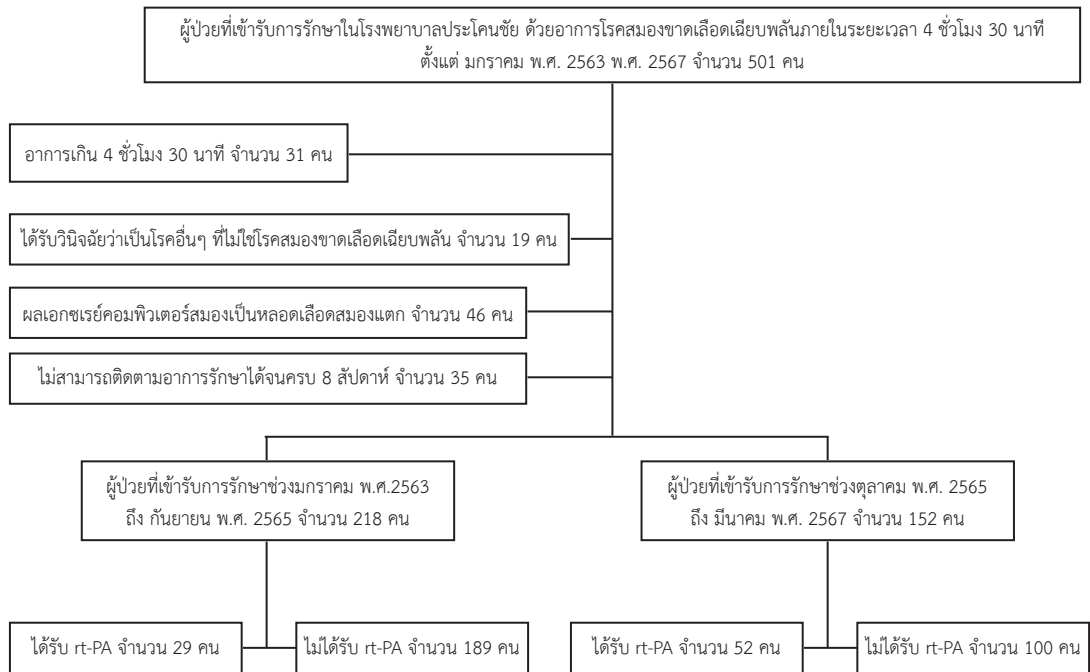 ผู้ป่วยที่เข้ารับการรักษาในโรงพยาบาลประโคนชัย ด้วยอาการโรคสมองขาดเลือดเฉียบพลันภายในระยะเวลา 4 ชั่วโมง 30 นาที
ตั้งแต่ มกราคม พ.ศ. 2563 พ.ศ. 2567 จำนวน 501 คน
อาการเกิน 4 ชั่วโมง 30 นาที จำนวน 31 คน
ได้รับวินิจฉัยว่าเป็นโรคอื่นๆ ที่ไม่ใช่โรคสมองขาดเลือดเฉียบพลัน จำนวน 19 คน
ผลเอกซเรย์คอมพิวเตอร์สมองเป็นหลอดเลือดสมองแตก จำนวน 46 คน
ไม่สามารถติดตามอาการรักษาได้จนครบ 8 สัปดาห์ จำนวน 35 คน
ผู้ป่วยที่เข้ารับการรักษาช่วงมกราคม พ.ศ.2563
ถึง กันยายน พ.ศ. 2565 จำนวน 218 คน
ผู้ป่วยที่เข้ารับการรักษาช่วงตุลาคม พ.ศ. 2565
ถึง มีนาคม พ.ศ. 2567 จำนวน 152 คน
ได้รับ rt-PA จำนวน 29 คน
ไม่ได้รับ rt-PA จำนวน 189 คน
ได้รับ rt-PA จำนวน 52 คน
ไม่ได้รับ rt-PA จำนวน 100 คน